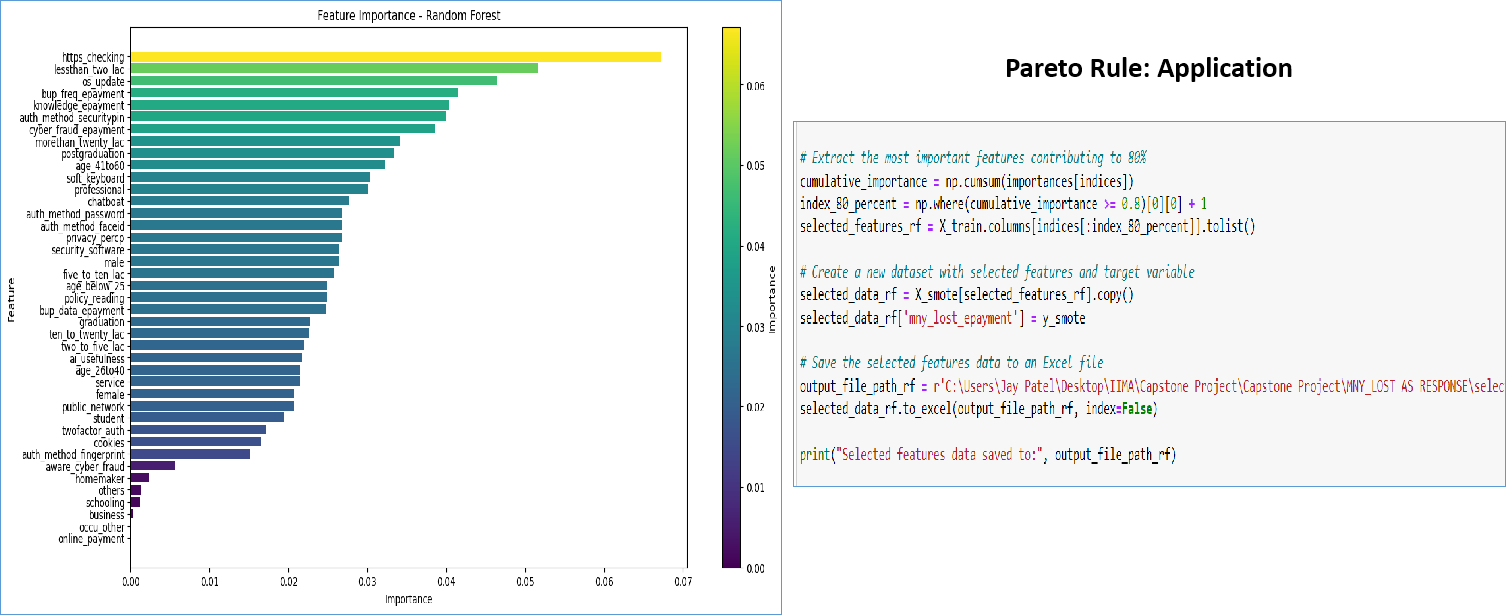 Feature Importance - Random Forest
https_checking
lessthan_two_lac
os_update
bup_freq_epayment
knowledge_epayment
auth_method_securitypin
cyber_fraud_epayment
morethan_twenty_lac
postgraduation
age_41to60
soft_keyboard
professional
chatboat
auth_method_password
auth_method_faceid
privacy_percp
security_software
male
five_to_ten_lac
age_below_25
policy_reading
bup_data_epayment
graduation
ten_to_twenty_lac
two_to_five_lac
ai_usefulness
age_26to40
service
female
public_network
student
twofactor_auth
cookies
auth_method_fingerprint
aware_cyber_fraud
homemaker
others
schooling
business
occu_other
online_payment
Feature
0.00 0.01 0.02 0.03 0.04 0.05 0.06 0.07
Importance
0.06
0.05
0.04
0.03
0.02
0.01
0.00
Importance
Pareto Rule: Application
# Extract the most important features contributing to 80%
cumulative_importance = np.cumsum(importances[indices])
index_80_percent = np.where(cumulative_importance >= 0.8)[0][0] + 1
selected_features_rf = X_train.columns[indices[:index_80_percent]].tolist()
# Create a new dataset with selected features and target variable
selected_data_rf = X_smote[selected_features_rf].copy()
selected_data_rf['mny_lost_epayment'] = y_smote
# Save the selected features data to an Excel file
output_file_path_rf = r'C:\Users\Jay Patel\Desktop\IIMA\Capstone Project\Capstone Project\MNY_LOST AS RESPONSE\selec
selected_data_rf.to_excel(output_file_path_rf, index=False)
print("Selected features data saved to:", output_file_path_rf)